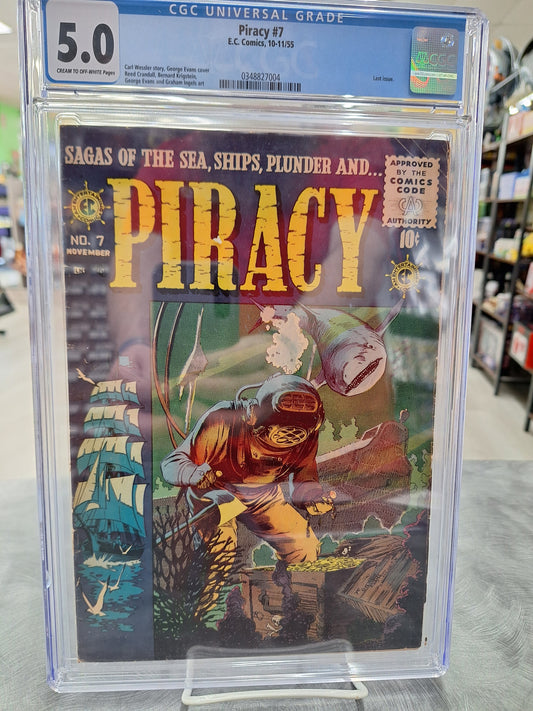 CGC UNIVERSAL GRADE
5.0
CREAM TO OFF-WHITE Pages
Piracy #7
E.C. Comics, 10-11/55
Carl Wessler story, George Evans cover
Reed Crandall, Bernard Krigstein,
George Evans and Graham Ingels art
0348827004
Last issue.
CGC
SAGAS OF THE SEA, SHIPS, PLUNDER AND...
PIRACY
NO. 7
NOVEMBER
APPROVED
BY THE
COMICS
CODE
AUTHORITY
10¢